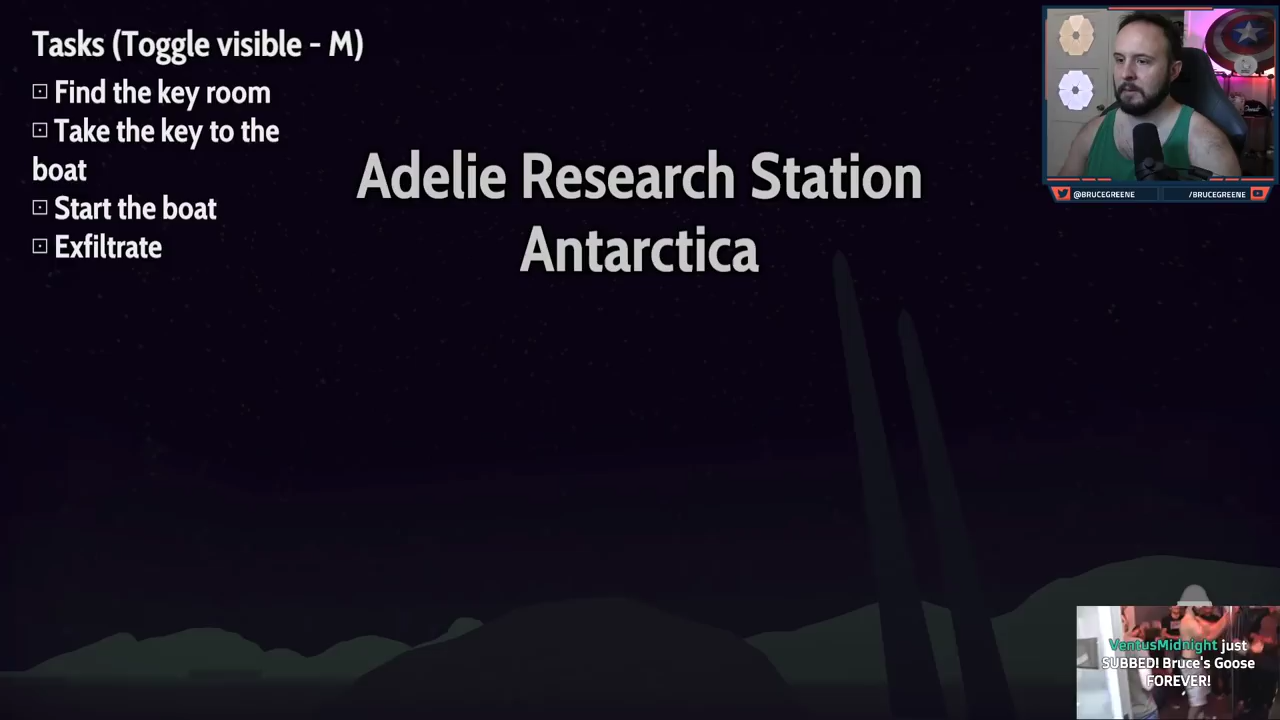 Tasks (Toggle visible - M)
Find the key room
Take the key to the
boat
Start the boat
Exfiltrate
Adelie Research Station
Antarctica
@BRUCEGREENE
/BRUCEGREENE
VentusMidnight just
SUBBED! Bruce's Goose
FOREVER!